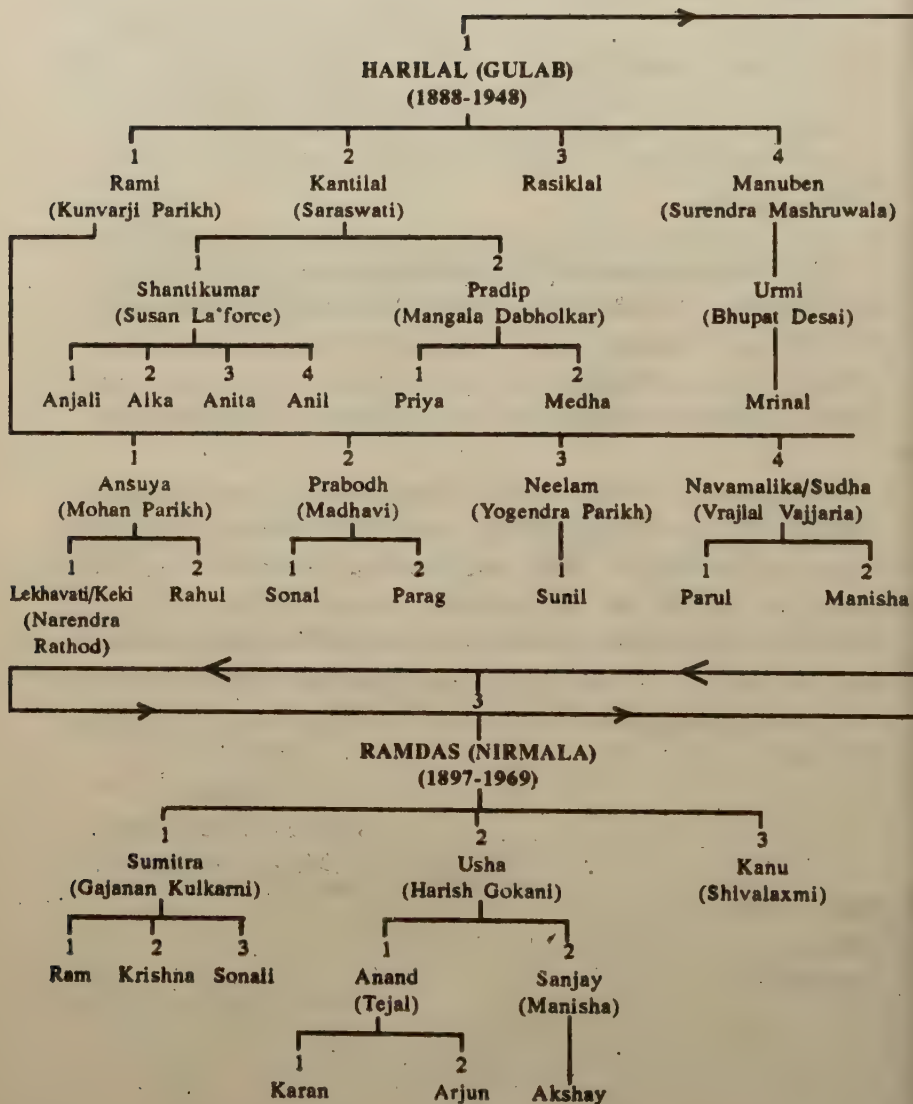 1
HARILAL (GULAB)
(1888-1948)
1 2 3 4
Rami Kantilal Rasiklal Manuben
(Kunvarji Parikh) (Saraswati) (Surendra Mashruwala)
1 2
Shantikumar Pradip Urmi
(Susan La'force) (Mangala Dabholkar) (Bhupat Desai)
1 2 3 4 1 2
Anjali Alka Anita Anil Priya Medha Mrinal
1 2 3 4
Ansuya Prabodh Neelam Navamalika/Sudha
(Mohan Parikh) (Madhavi) (Yogendra Parikh) (Vrajlal Vajjaria)
1 2 1 2 1 1 2
Lekhavati/Keki Rahul Sonal Parag Sunil Parul Manisha
(Narendra
Rathod)
3
RAMDAS (NIRMALA)
(1897-1969)
1 2 3
Sumitra Usha Kanu
(Gajanan Kulkarni) (Harish Gokani) (Shivalaxmi)
1 2 3 1 2
Ram Krishna Sonali Anand Sanjay
(Tejal) (Manisha)
1 2
Karan Arjun Akshay